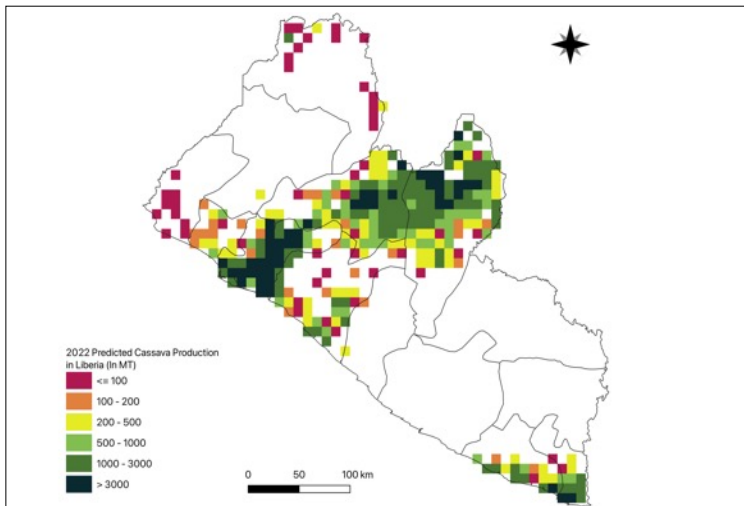 2022 Predicted Cassava Production
in Liberia (In MT)
<= 100
100 - 200
200 - 500
500 - 1000
1000 - 3000
> 3000
0 50 100 km